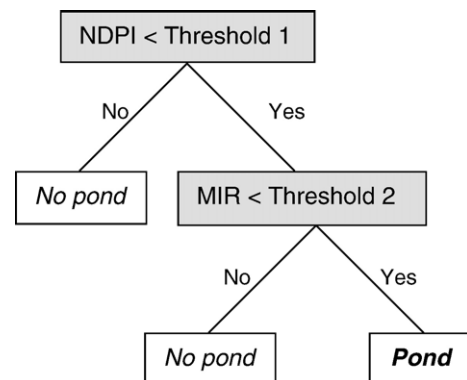 NDPI < Threshold 1
No
Yes
No pond
MIR < Threshold 2
No
Yes
No pond
Pond